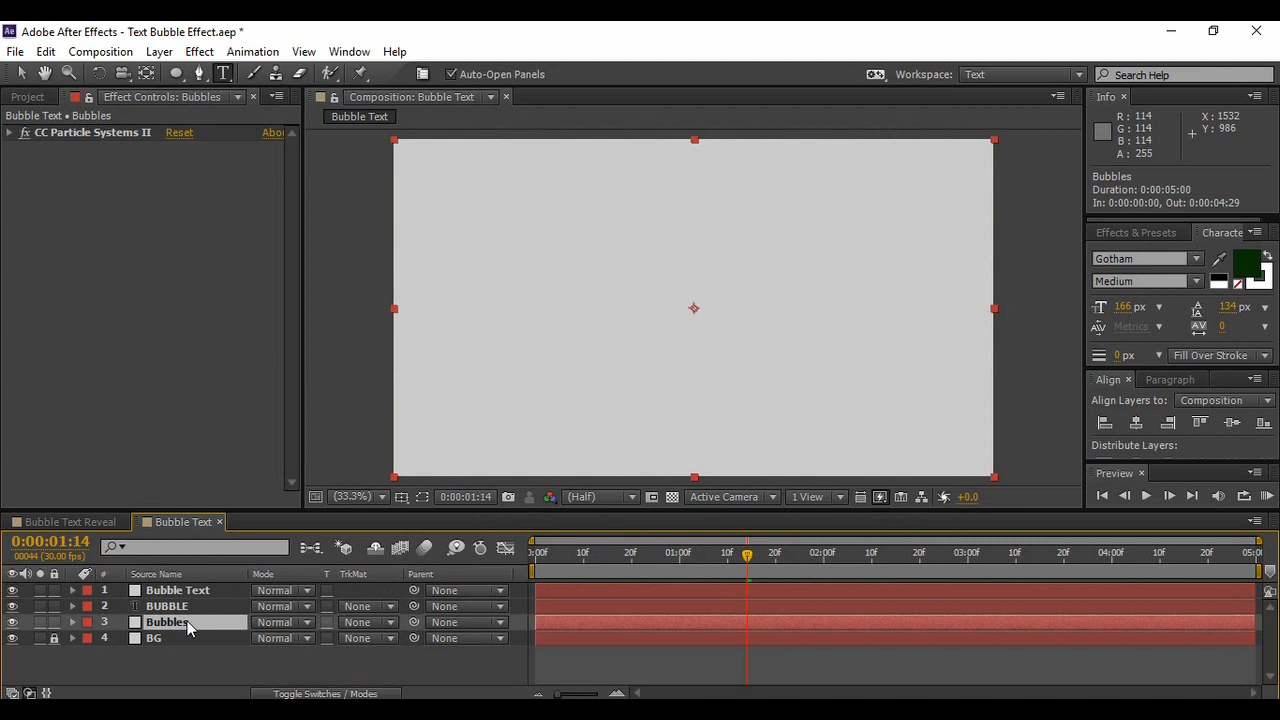 Adobe After Effects - Text Bubble Effect.aep *
File Edit Composition Layer Effect Animation View Window Help
T Auto-Open Panels Workspace: Text Search Help
Project Effect Controls: Bubbles × Composition: Bubble Text × Info ×
Bubble Text • Bubbles Bubble Text
fx CC Particle Systems II Reset
R: 114 X: 1532
G: 114 Y: 986
B: 114
A: 255
Bubbles
Duration: 0:00:05:00
In: 0:00:00:00, Out: 0:00:04:29
Effects & Presets
Gotham
Medium
166 px 134 px
Metrics 0
0 px Fill Over Stroke
Align × Paragraph
Align Layers to: Composition
Distribute Layers:
Preview ×
(33.3%) 0:00:01:14 (Half) Active Camera 1 View +0.0
Bubble Text Reveal Bubble Text ×
0:00:01:14
00044 (30.00 fps)
:00f 10f 20f 01:00f 10f 20f 02:00f 10f 20f 03:00f 10f 20f 04:00f 10f 20f 05:00
# Source Name Mode T TrkMat Parent
1 Bubble Text Normal None
2 T BUBBLE Normal None None
3 Bubbles Normal None None
4 BG Normal None None
Toggle Switches / Modes